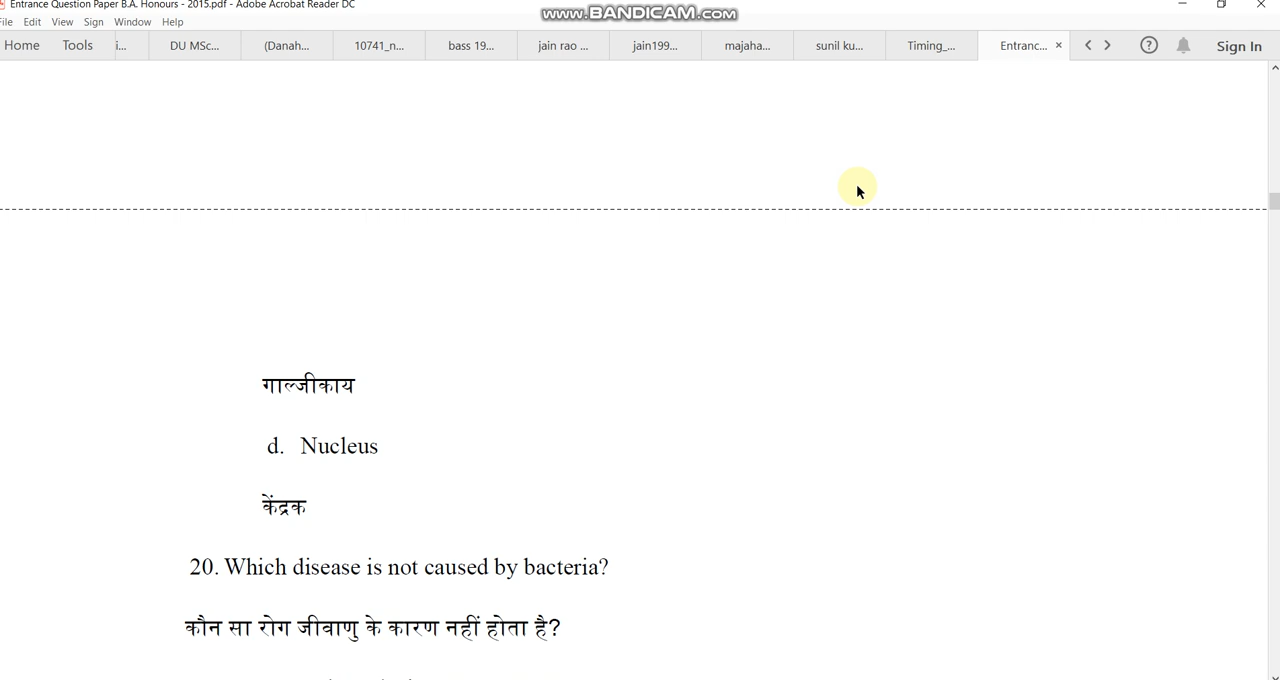 Entrance Question Paper B.A. Honours - 2015.pdf - Adobe Acrobat Reader DC
www.BANDICAM.com
File Edit View Sign Window Help
Home Tools i... DU MSc... (Danah... 10741_n... bass 19... jain rao ... jain199... majaha... sunil ku... Timing_... Entranc... × Sign In
गाल्जीकाय
d. Nucleus
केंद्रक
20. Which disease is not caused by bacteria?
कौन सा रोग जीवाणु के कारण नहीं होता है?